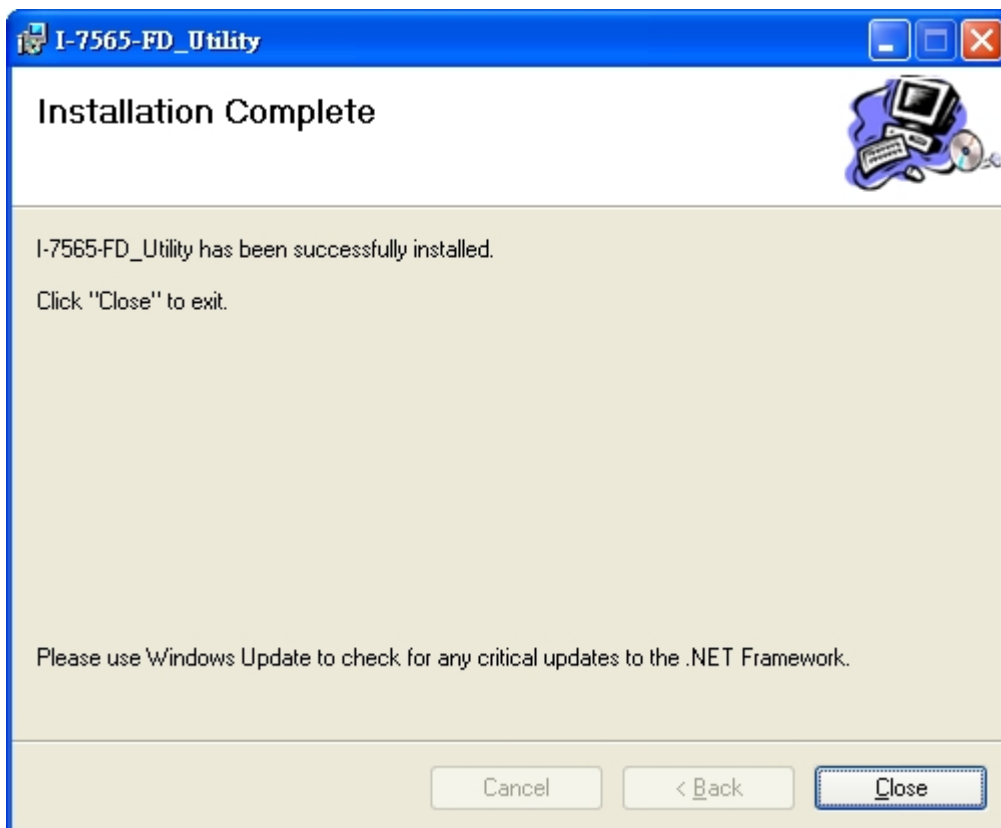 I-7565-FD_Utility
Installation Complete
I-7565-FD_Utility has been successfully installed.
Click "Close" to exit.
Please use Windows Update to check for any critical updates to the .NET Framework.
Cancel
< Back
Close